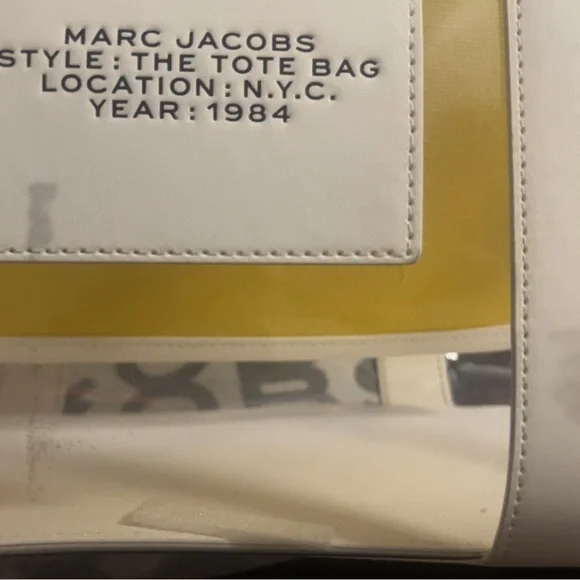 MARC JACOBS
STYLE: THE TOTE BAG
LOCATION: N.Y.C.
YEAR: 1984